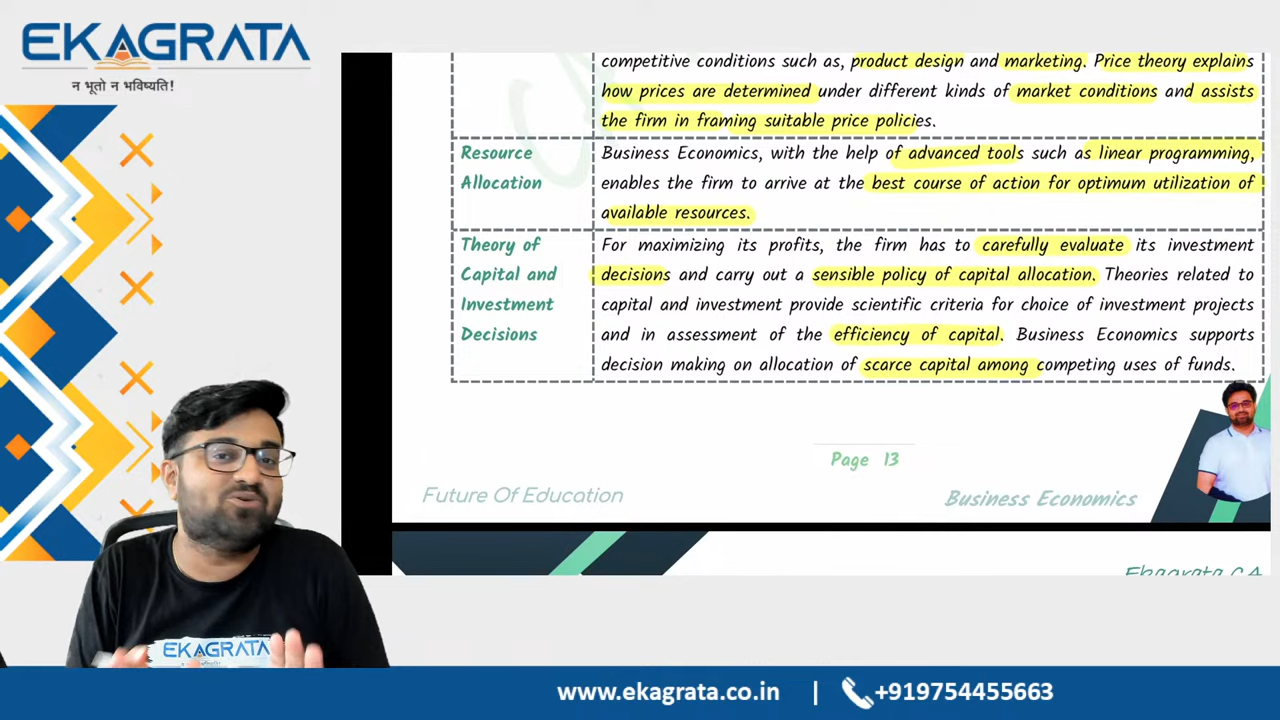 EKAGRATA
न भूतो न भविष्यति!
competitive conditions such as, product design and marketing. Price theory explains
how prices are determined under different kinds of market conditions and assists
the firm in framing suitable price policies.
Resource
Allocation
Business Economics, with the help of advanced tools such as linear programming,
enables the firm to arrive at the best course of action for optimum utilization of
available resources.
Theory of
Capital and
Investment
Decisions
For maximizing its profits, the firm has to carefully evaluate its investment
decisions and carry out a sensible policy of capital allocation. Theories related to
capital and investment provide scientific criteria for choice of investment projects
and in assessment of the efficiency of capital. Business Economics supports
decision making on allocation of scarce capital among competing uses of funds.
Page 13
Future Of Education
Business Economics
Ekagrata CA
EKAGRATA
www.ekagrata.co.in | +919754455663